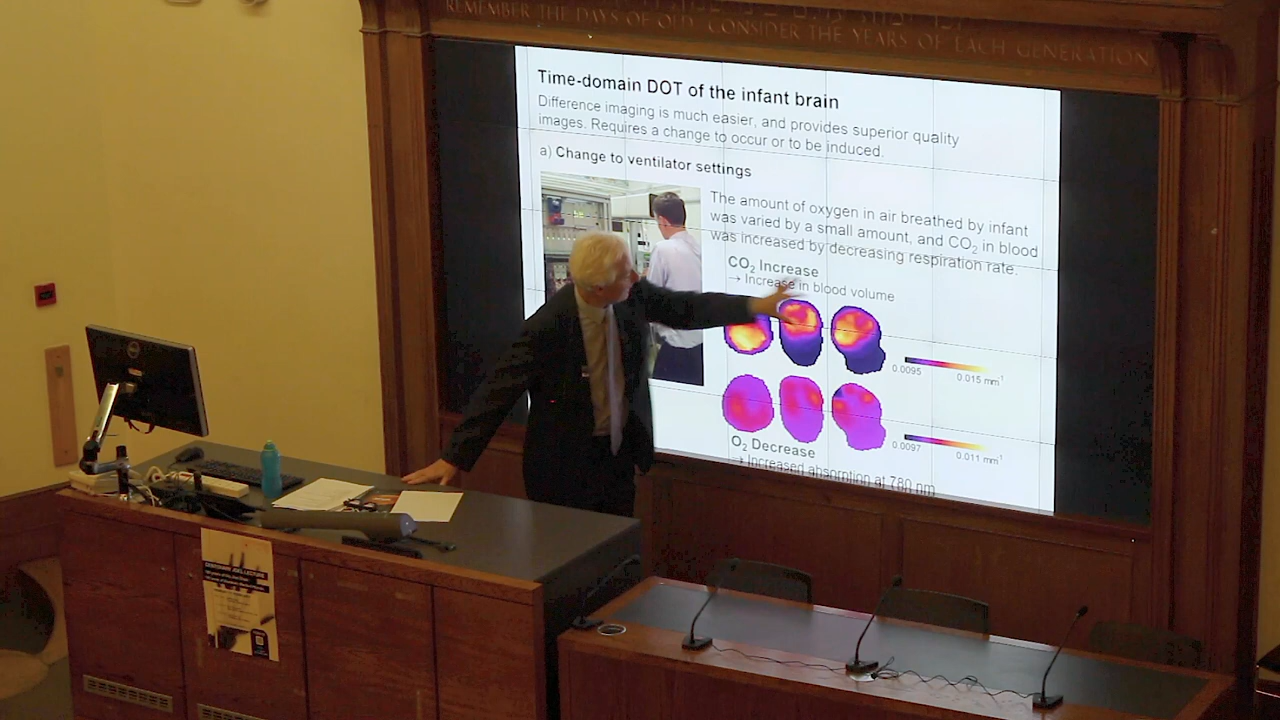 REMEMBER THE DAYS OF OLD CONSIDER THE YEARS OF EACH GENERATION
Time-domain DOT of the infant brain
Difference imaging is much easier, and provides superior quality
images. Requires a change to occur or to be induced.
a) Change to ventilator settings
The amount of oxygen in air breathed by infant
was varied by a small amount, and CO₂ in blood
was increased by decreasing respiration rate.
CO₂ Increase
→ Increase in blood volume
0.0095
0.015 mm⁻¹
0.0097
0.011 mm⁻¹
O₂ Decrease
→ Increased absorption at 780 nm